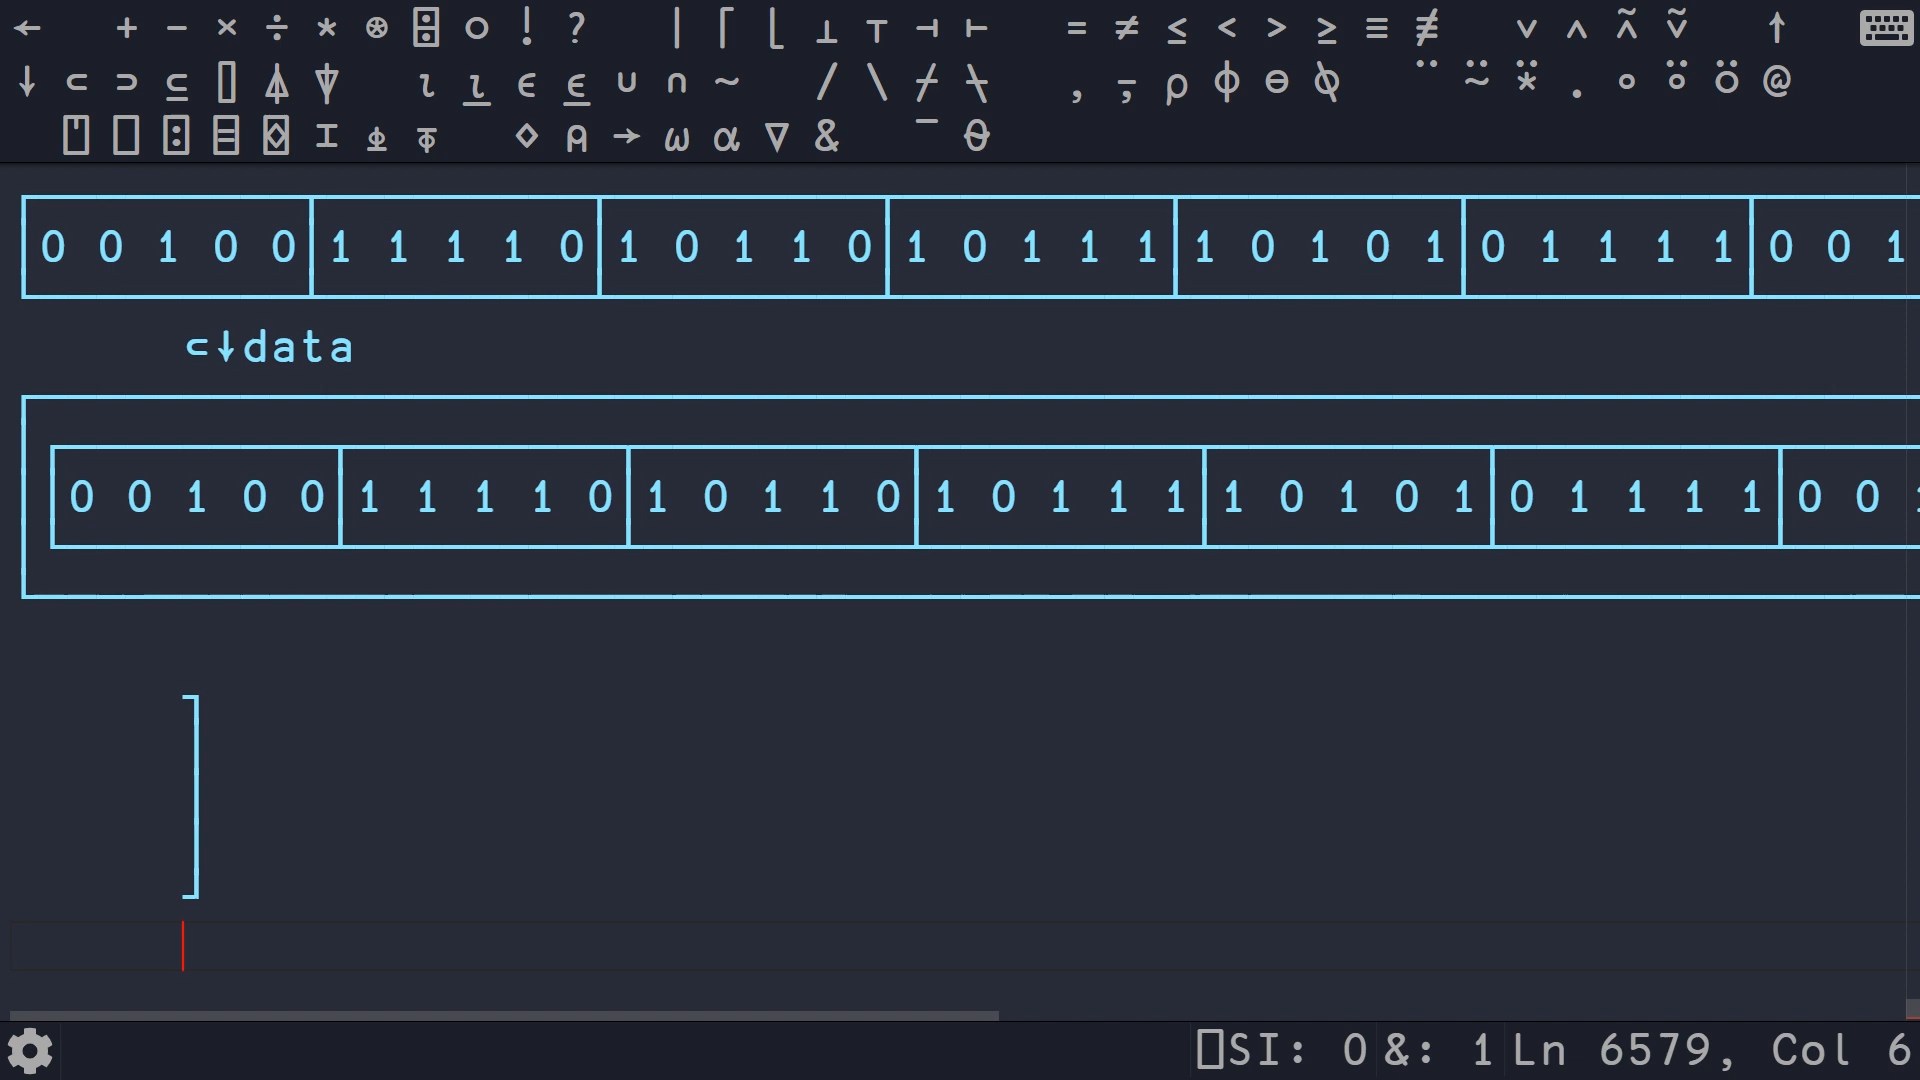 ← + − × ÷ * ⍟ ⌹ ○ ! ? | ⌈ ⌊ ⊥ ⊤ ⊣ ⊢ = ≠ ≤ < > ≥ ≡ ≢ ∨ ∧ ⍲ ⍱ ↑
↓ ⊂ ⊃ ⊆ ⌷ ⍋ ⍒ ⍳ ⍸ ∊ ⍷ ∪ ∩ ~ / \ ⌿ ⍀ , ⍪ ⍴ ⌽ ⊖ ⍉ ¨ ⍨ ⍣ . ∘ ⍤ ⍥ @
⍞ ⎕ ⍠ ⌸ ⌺ ⌶ ⍎ ⍕ ⋄ ⍝ → ⍵ ⍺ ∇ & ¯ ⍬
0 0 1 0 0 1 1 1 1 0 1 0 1 1 0 1 0 1 1 1 1 0 1 0 1 0 1 1 1 1 0 0 1
⊂↓data
0 0 1 0 0 1 1 1 1 0 1 0 1 1 0 1 0 1 1 1 1 0 1 0 1 0 1 1 1 1 0 0
⎕SI: 0 &: 1 Ln 6579, Col 6